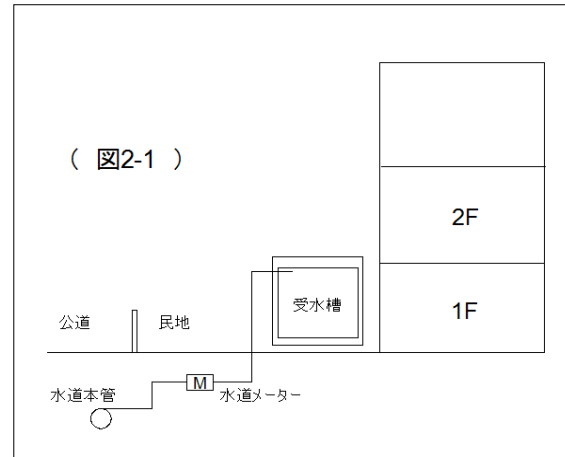 ( 図2-1 )
2F
受水槽
1F
公道
民地
M
水道本管
水道メーター